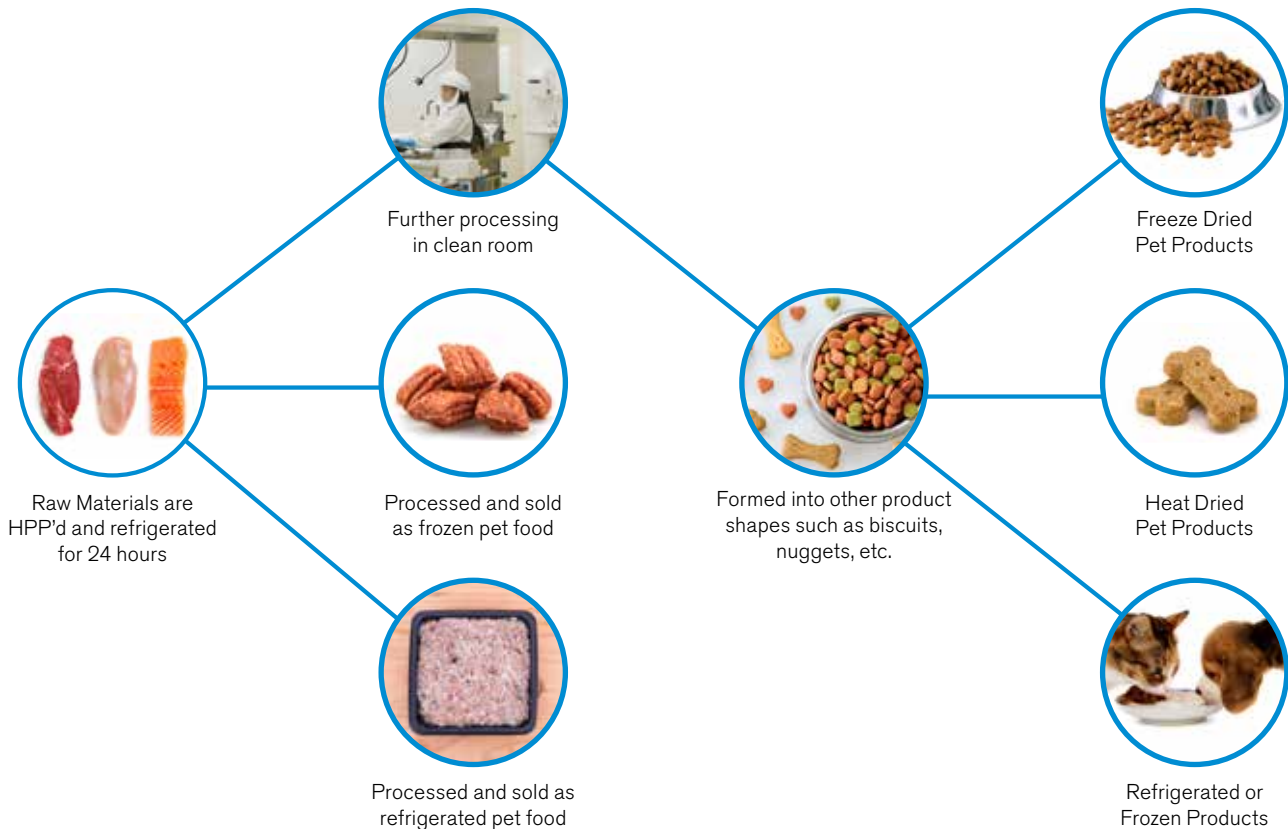 Further processing
in clean room
Freeze Dried
Pet Products
Raw Materials are
HPP'd and refrigerated
for 24 hours
Processed and sold
as frozen pet food
Formed into other product
shapes such as biscuits,
nuggets, etc.
Heat Dried
Pet Products
Processed and sold as
refrigerated pet food
Refrigerated or
Frozen Products